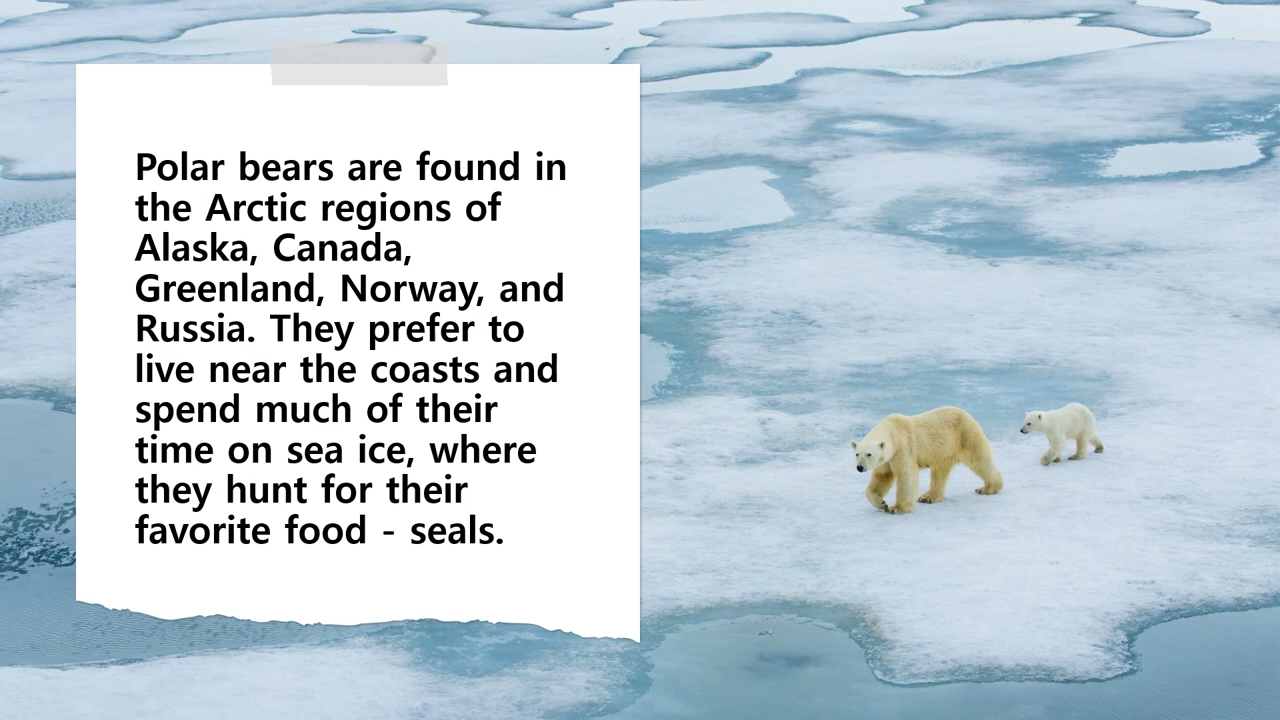 Polar bears are found in
the Arctic regions of
Alaska, Canada,
Greenland, Norway, and
Russia. They prefer to
live near the coasts and
spend much of their
time on sea ice, where
they hunt for their
favorite food - seals.